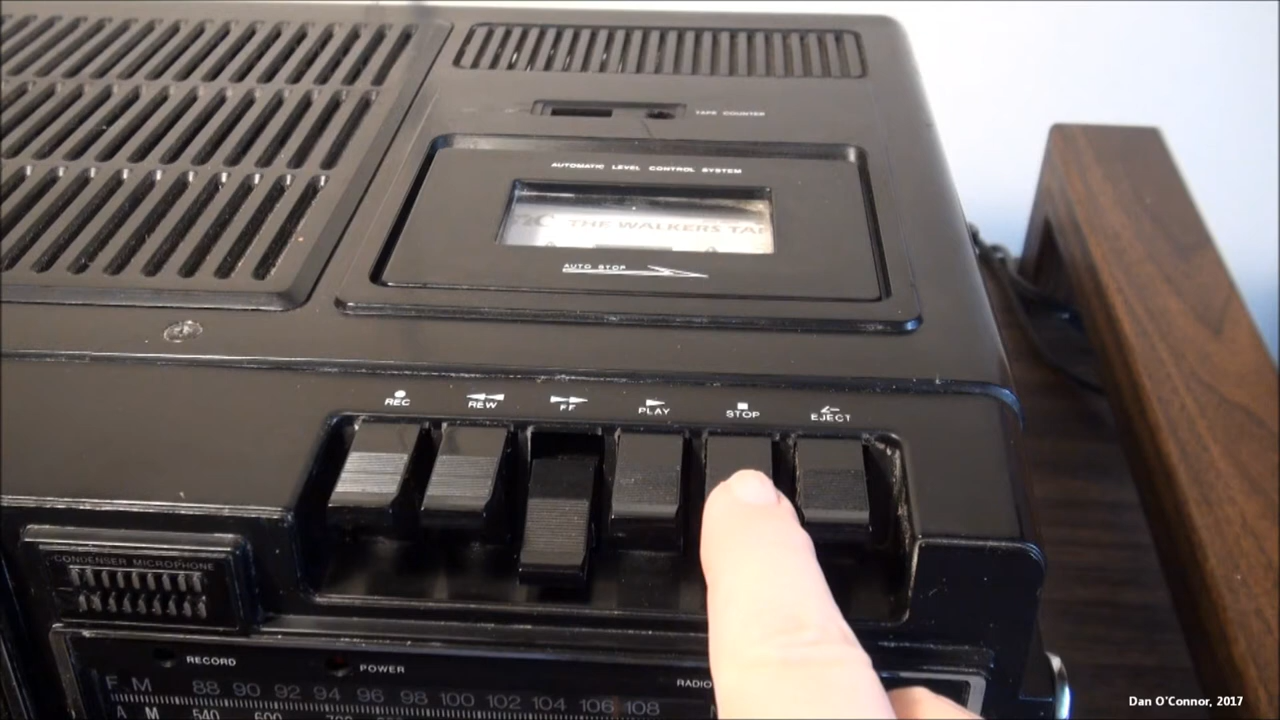 TAPE COUNTER
AUTOMATIC LEVEL CONTROL SYSTEM
THE WALKERS TA
AUTO STOP
REC REW FF PLAY STOP EJECT
CONDENSER MICROPHONE
RECORD POWER
RADIO
FM 88 90 92 94 96 98 100 102 104 106 108
AM 540 600
Dan O'Connor, 2017